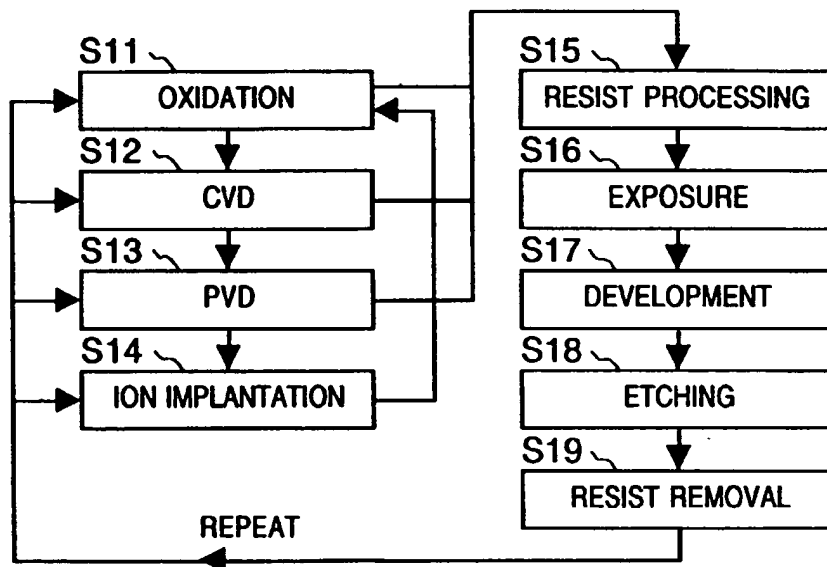 S11
OXIDATION
S12
CVD
S13
PVD
S14
ION IMPLANTATION
S15
RESIST PROCESSING
S16
EXPOSURE
S17
DEVELOPMENT
S18
ETCHING
S19
RESIST REMOVAL
REPEAT